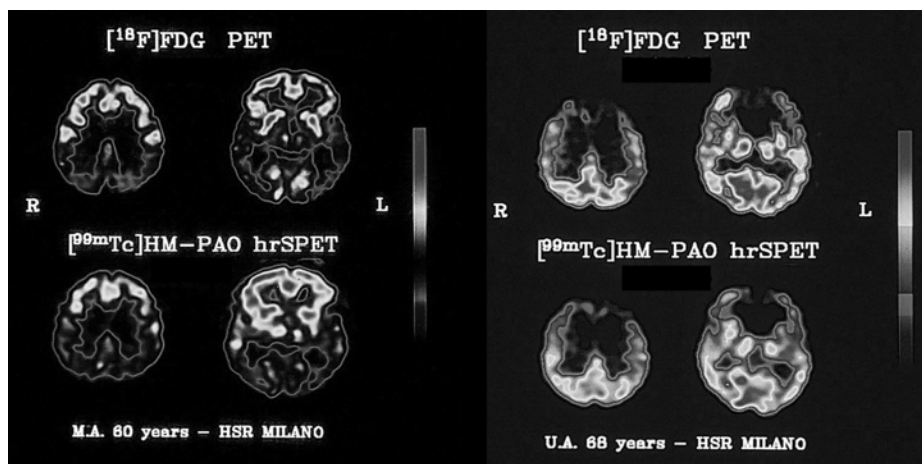 [¹⁸F]FDG PET
R
L
[⁹⁹ᵐTc]HM-PAO hrSPET
M.A. 60 years - HSR MILANO
[¹⁸F]FDG PET
R
L
[⁹⁹ᵐTc]HM-PAO hrSPET
U.A. 68 years - HSR MILANO